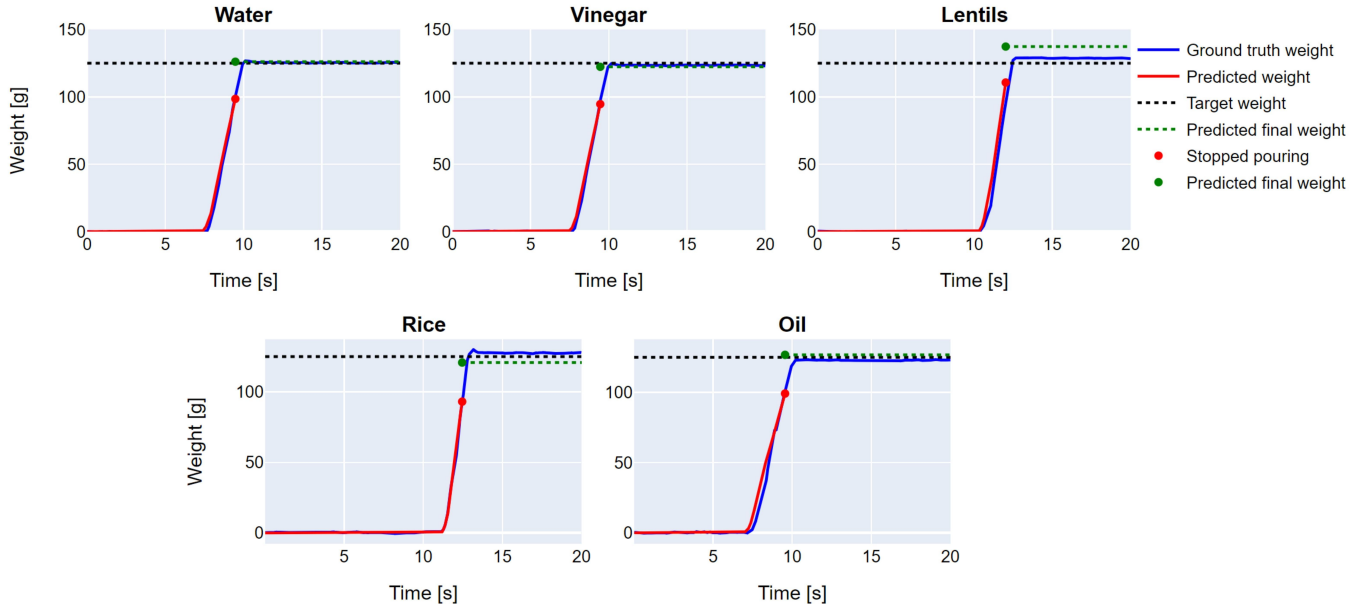 Water
Vinegar
Lentils
150
100
50
0
Weight [g]
0 5 10 15 20
Time [s]
150
100
50
0
0 5 10 15 20
Time [s]
150
100
50
0
0 5 10 15 20
Time [s]
Ground truth weight
Predicted weight
Target weight
Predicted final weight
Stopped pouring
Predicted final weight
Rice
Oil
100
50
0
Weight [g]
5 10 15 20
Time [s]
100
50
0
5 10 15 20
Time [s]